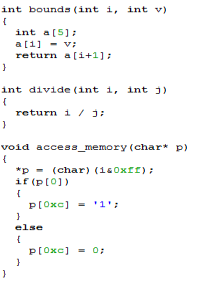 int bounds(int i, int v)
{
  int a[5];
  a[i] = v;
  return a[i+1];
}

int divide(int i, int j)
{
  return i / j;
}

void access_memory(char* p)
{
  *p = (char)(i&0xff);
  if(p[0])
  {
    p[0xc] = '1';
  }
  else
  {
    p[0xc] = 0;
  }
}